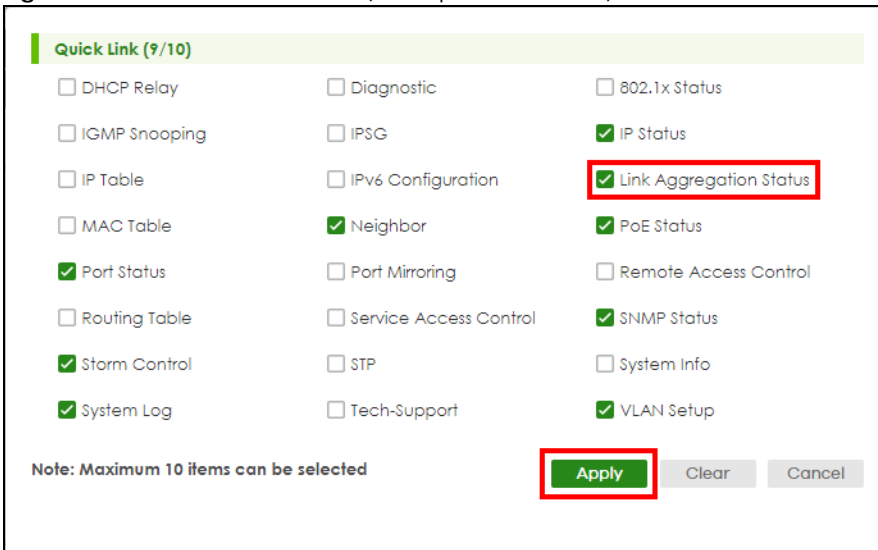 Quick Link (9/10)
DHCP Relay Diagnostic 802.1x Status
IGMP Snooping IPSG IP Status
IP Table IPv6 Configuration Link Aggregation Status
MAC Table Neighbor PoE Status
Port Status Port Mirroring Remote Access Control
Routing Table Service Access Control SNMP Status
Storm Control STP System Info
System Log Tech-Support VLAN Setup
Note: Maximum 10 items can be selected Apply Clear Cancel